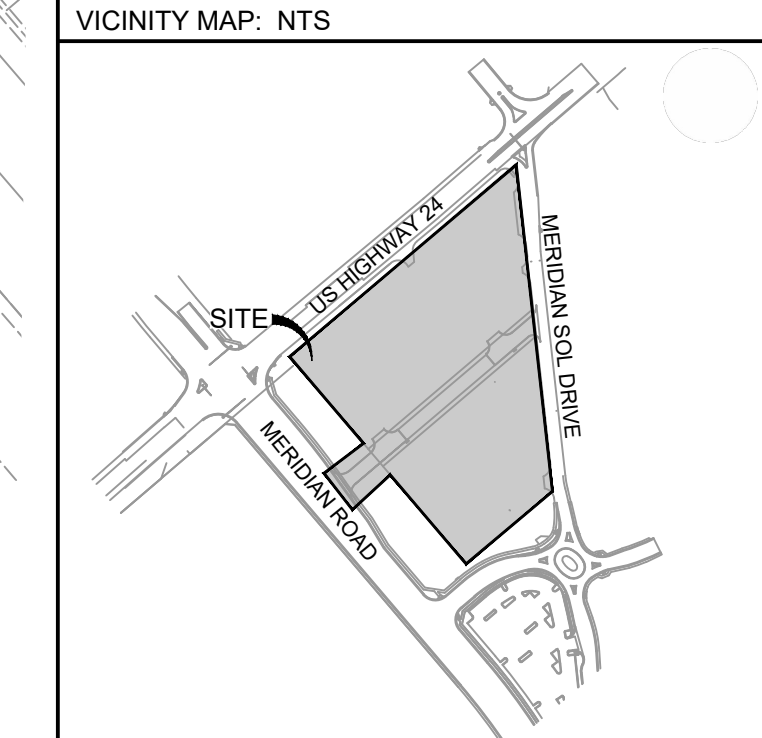 VICINITY MAP: NTS
US HIGHWAY 24
MERIDIAN SOL DRIVE
SITE
MERIDIAN ROAD